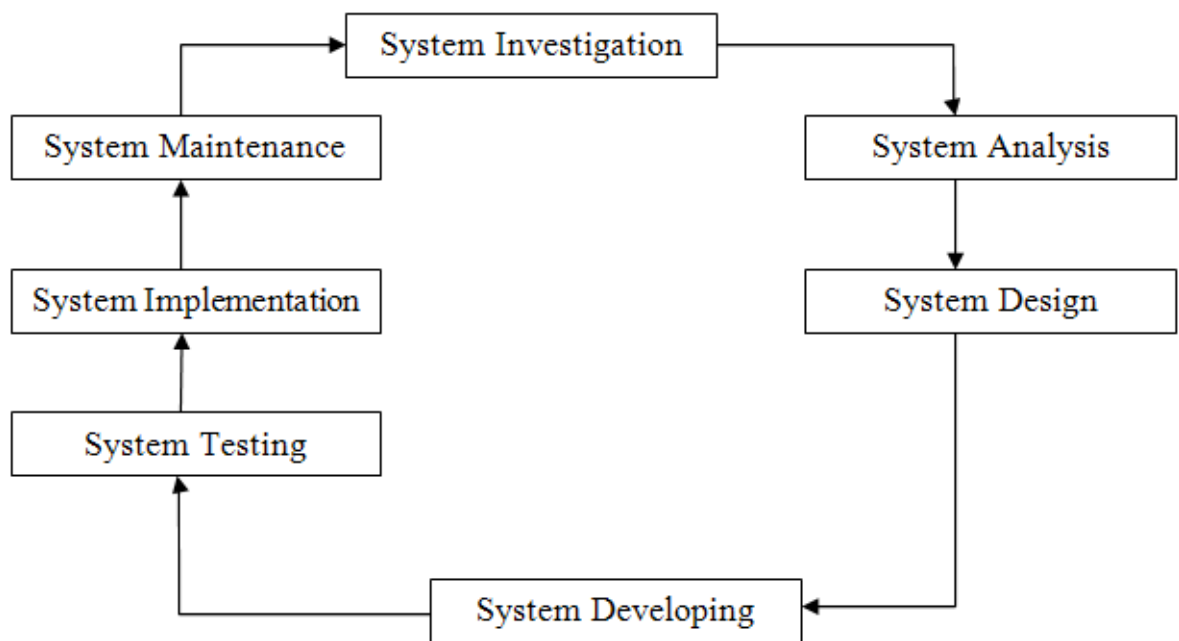 System Investigation
System Maintenance
System Analysis
System Implementation
System Design
System Testing
System Developing